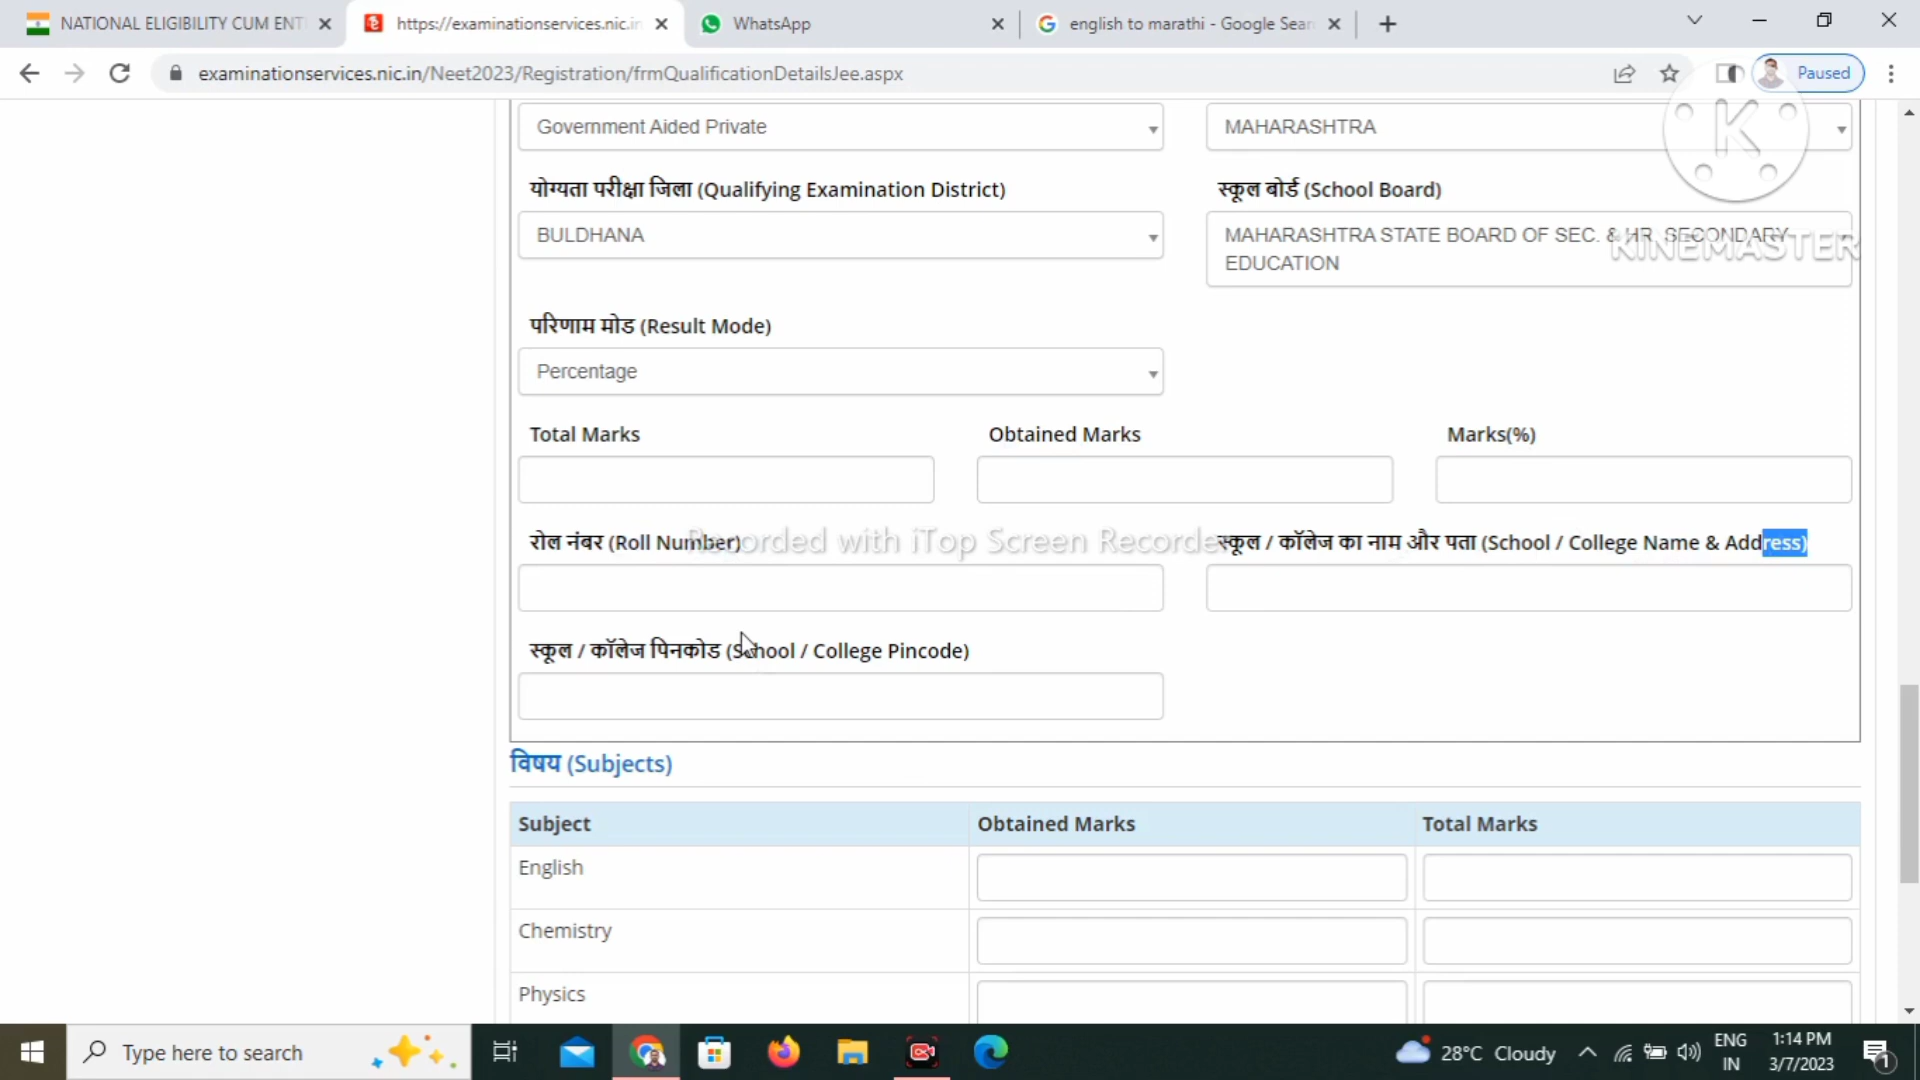 NATIONAL ELIGIBILITY CUM ENT
https://examinationservices.nic.in
WhatsApp
english to marathi - Google Sear
examinationservices.nic.in/Neet2023/Registration/frmQualificationDetailsJee.aspx
Paused
Government Aided Private
MAHARASHTRA
K
KINEMASTER
योग्यता परीक्षा जिला (Qualifying Examination District)
स्कूल बोर्ड (School Board)
BULDHANA
MAHARASHTRA STATE BOARD OF SEC. & HR. SECONDARY
EDUCATION
परिणाम मोड (Result Mode)
Percentage
Total Marks
Obtained Marks
Marks(%)
रोल नंबर (Roll Number)
Recorded with iTop Screen Recorder
स्कूल / कॉलेज का नाम और पता (School / College Name & Address)
स्कूल / कॉलेज पिनकोड (School / College Pincode)
विषय (Subjects)
Subject
Obtained Marks
Total Marks
English
Chemistry
Physics
Type here to search
28°C Cloudy
ENG
IN
1:14 PM
3/7/2023
1